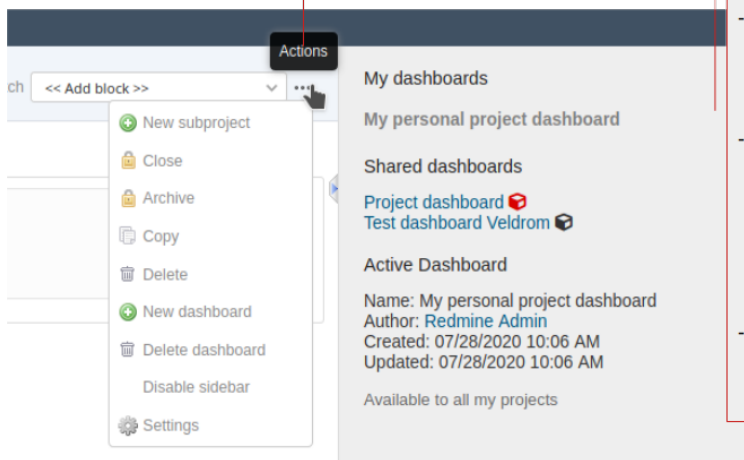 Actions
ch
<< Add block >>
New subproject
Close
Archive
Copy
Delete
New dashboard
Delete dashboard
Disable sidebar
Settings
My dashboards
My personal project dashboard
Shared dashboards
Project dashboard
Test dashboard Veldrom
Active Dashboard
Name: My personal project dashboard
Author: Redmine Admin
Created: 07/28/2020 10:06 AM
Updated: 07/28/2020 10:06 AM
Available to all my projects